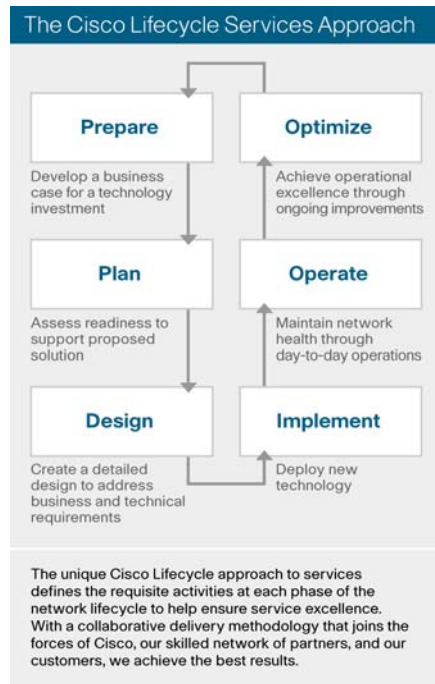 The Cisco Lifecycle Services Approach
Prepare
Develop a business
case for a technology
investment
Plan
Assess readiness to
support proposed
solution
Design
Create a detailed
design to address
business and technical
requirements
Implement
Deploy new
technology
Operate
Maintain network
health through
day-to-day operations
Optimize
Achieve operational
excellence through
ongoing improvements
The unique Cisco Lifecycle approach to services
defines the requisite activities at each phase of the
network lifecycle to help ensure service excellence.
With a collaborative delivery methodology that joins the
forces of Cisco, our skilled network of partners, and our
customers, we achieve the best results.